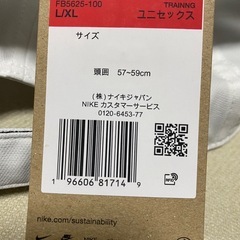 FB5625-100
TRAINNG
L/XL
ユニセックス
サイズ
頭囲 57~59cm
(株)ナイキジャパン
NIKE カスタマーサービス
0120-6453-77
1 96606 81714 9
nike.com/sustainability